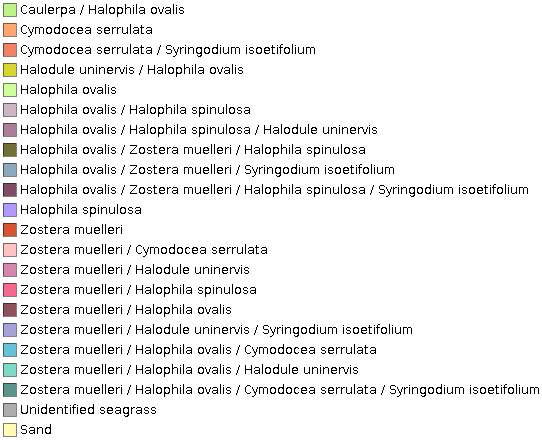 Caulerpa / Halophila ovalis
Cymodocea serrulata
Cymodocea serrulata / Syringodium isoetifolium
Halodule uninervis / Halophila ovalis
Halophila ovalis
Halophila ovalis / Halophila spinulosa
Halophila ovalis / Halophila spinulosa / Halodule uninervis
Halophila ovalis / Zostera muelleri / Halophila spinulosa
Halophila ovalis / Zostera muelleri / Syringodium isoetifolium
Halophila ovalis / Zostera muelleri / Halophila spinulosa / Syringodium isoetifolium
Halophila spinulosa
Zostera muelleri
Zostera muelleri / Cymodocea serrulata
Zostera muelleri / Halodule uninervis
Zostera muelleri / Halophila spinulosa
Zostera muelleri / Halophila ovalis
Zostera muelleri / Halodule uninervis / Syringodium isoetifolium
Zostera muelleri / Halophila ovalis / Cymodocea serrulata
Zostera muelleri / Halophila ovalis / Halodule uninervis
Zostera muelleri / Halophila ovalis / Cymodocea serrulata / Syringodium isoetifolium
Unidentified seagrass
Sand